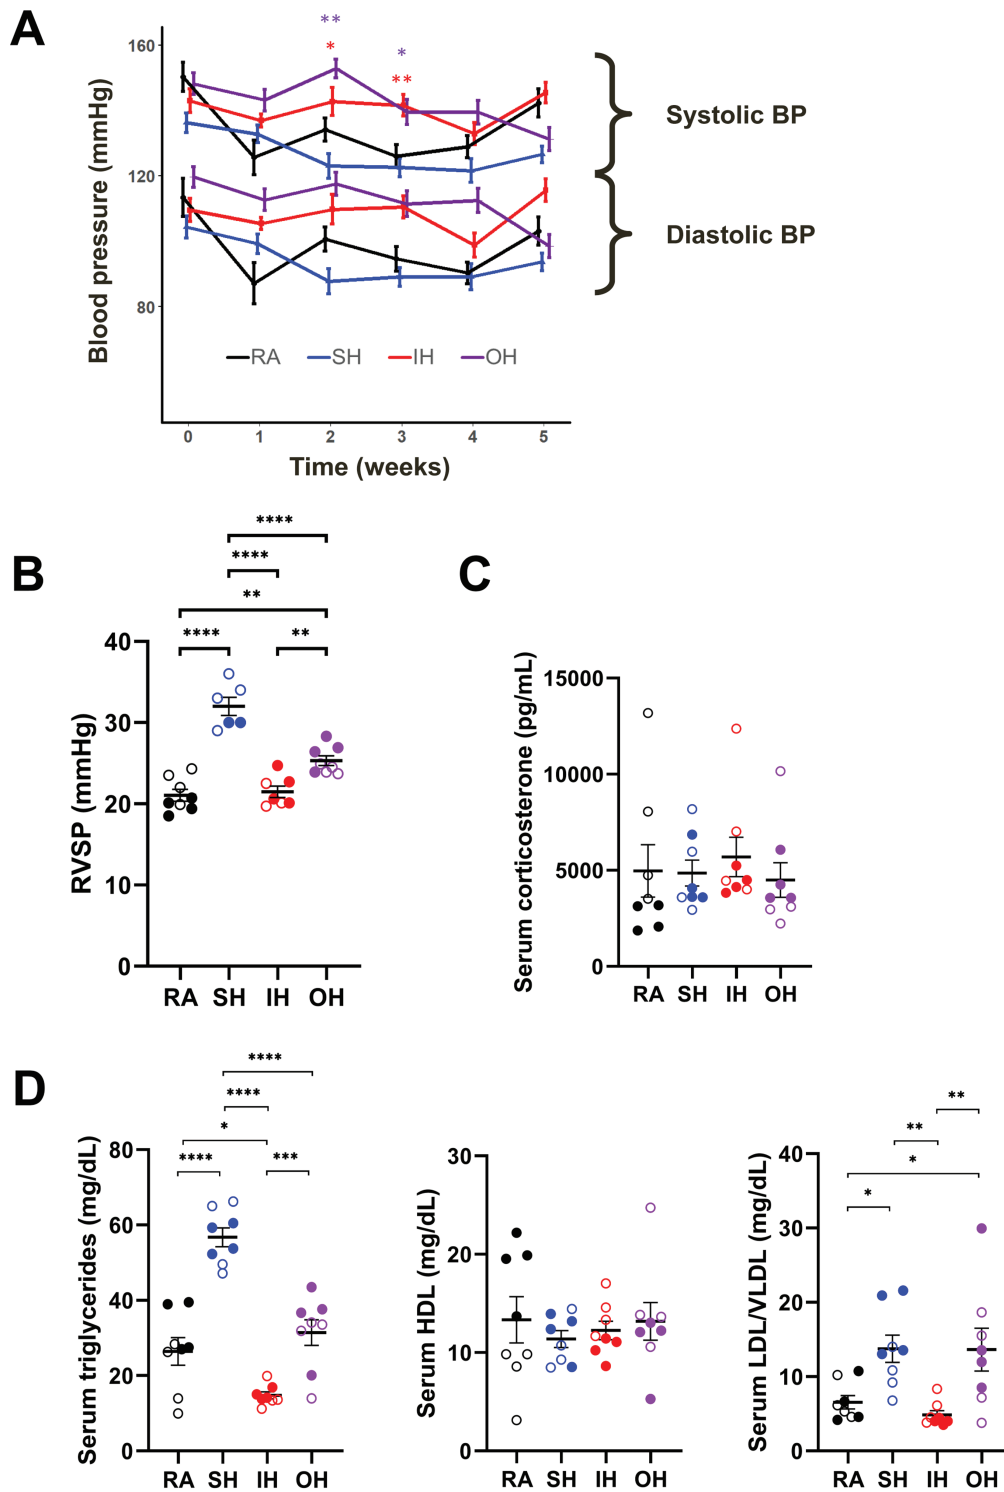 A
**
*
*
**
160
120
80
Blood pressure (mmHg)
Systolic BP
Diastolic BP
RA SH IH OH
0 1 2 3 4 5
Time (weeks)
B
****
****
**
****
**
40
30
20
10
0
RVSP (mmHg)
RA SH IH OH
C
15000
10000
5000
0
Serum corticosterone (pg/mL)
RA SH IH OH
D
****
****
*
****
***
80
60
40
20
0
Serum triglycerides (mg/dL)
RA SH IH OH
30
20
10
0
Serum HDL (mg/dL)
RA SH IH OH
**
**
*
*
40
30
20
10
0
Serum LDL/VLDL (mg/dL)
RA SH IH OH